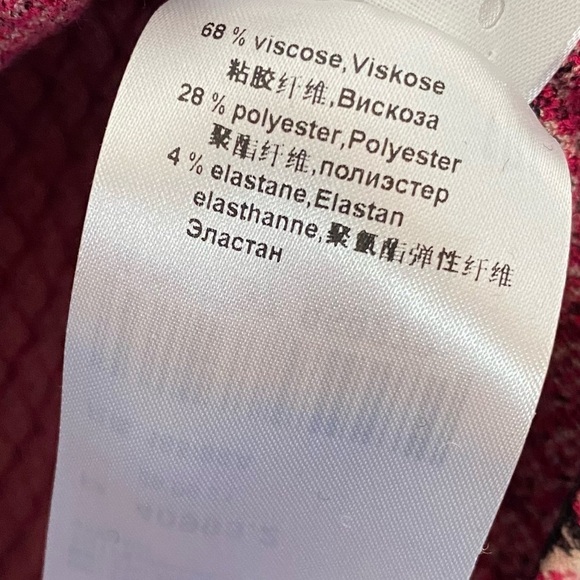 68 % viscose,Viskose
粘胶纤维,Вискоза
28 % polyester,Polyester
聚酯纤维,полиэстер
4 % elastane,Elastan
elasthanne,聚氨酯弹性纤维
Эластан